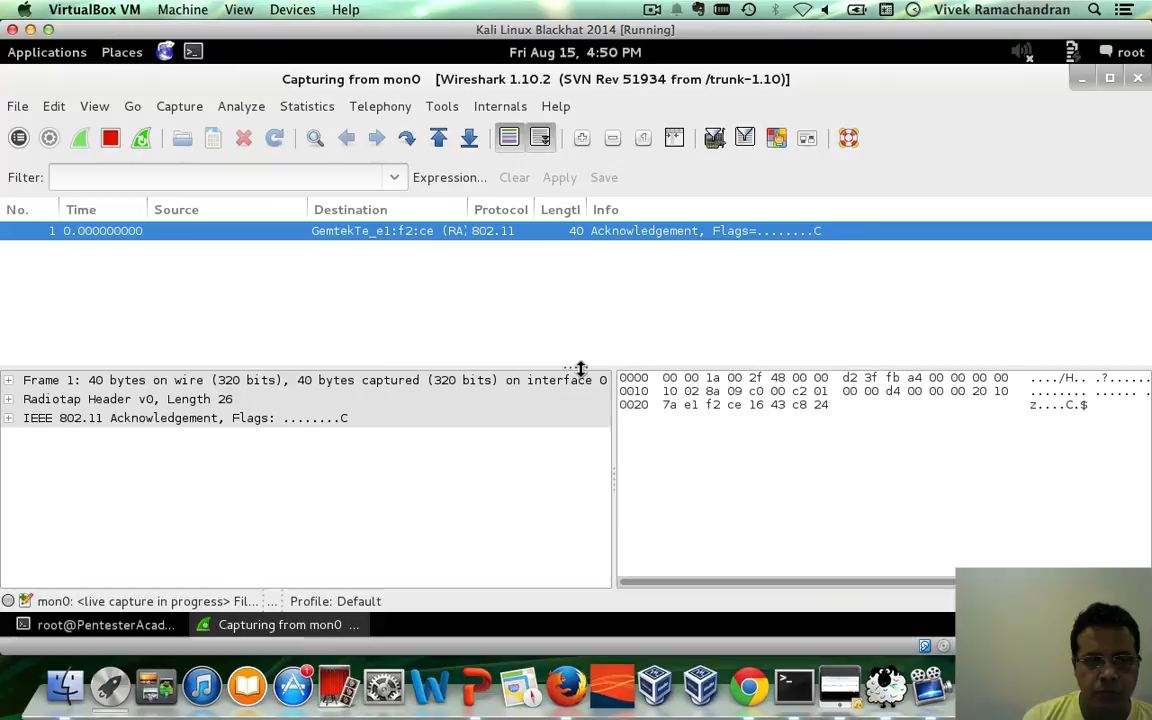 VirtualBox VM Machine View Devices Help Vivek Ramachandran
Kali Linux Blackhat 2014 [Running]
Applications Places Fri Aug 15, 4:50 PM root
Capturing from mon0 [Wireshark 1.10.2 (SVN Rev 51934 from /trunk-1.10)]
File Edit View Go Capture Analyze Statistics Telephony Tools Internals Help
Filter: Expression... Clear Apply Save
No. Time Source Destination Protocol Lengtl Info
1 0.000000000 GemtekTe_e1:f2:ce (RA) 802.11 40 Acknowledgement, Flags=........C
Frame 1: 40 bytes on wire (320 bits), 40 bytes captured (320 bits) on interface 0
Radiotap Header v0, Length 26
IEEE 802.11 Acknowledgement, Flags: ........C
0000 00 00 1a 00 2f 48 00 00 d2 3f fb a4 00 00 00 00 ..../H.. .?......
0010 10 02 8a 09 c0 00 c2 01 00 00 d4 00 00 00 20 10 ........ ...... .
0020 7a e1 f2 ce 16 43 c8 24 z....C.$
mon0: <live capture in progress> Fil... ... Profile: Default
root@PentesterAcad... Capturing from mon0 ...